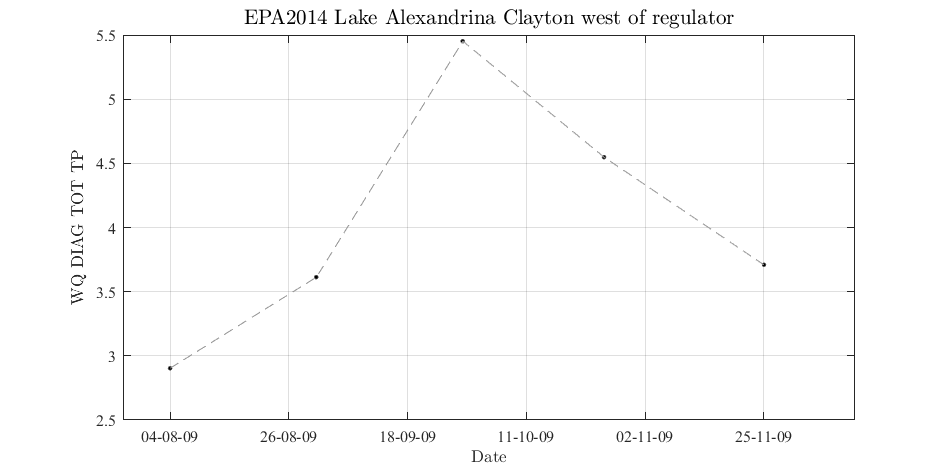 EPA2014 Lake Alexandrina Clayton west of regulator
5.5
5
4.5
4
3.5
3
2.5
WQ DIAG TOT TP
04-08-09 26-08-09 18-09-09 11-10-09 02-11-09 25-11-09
Date